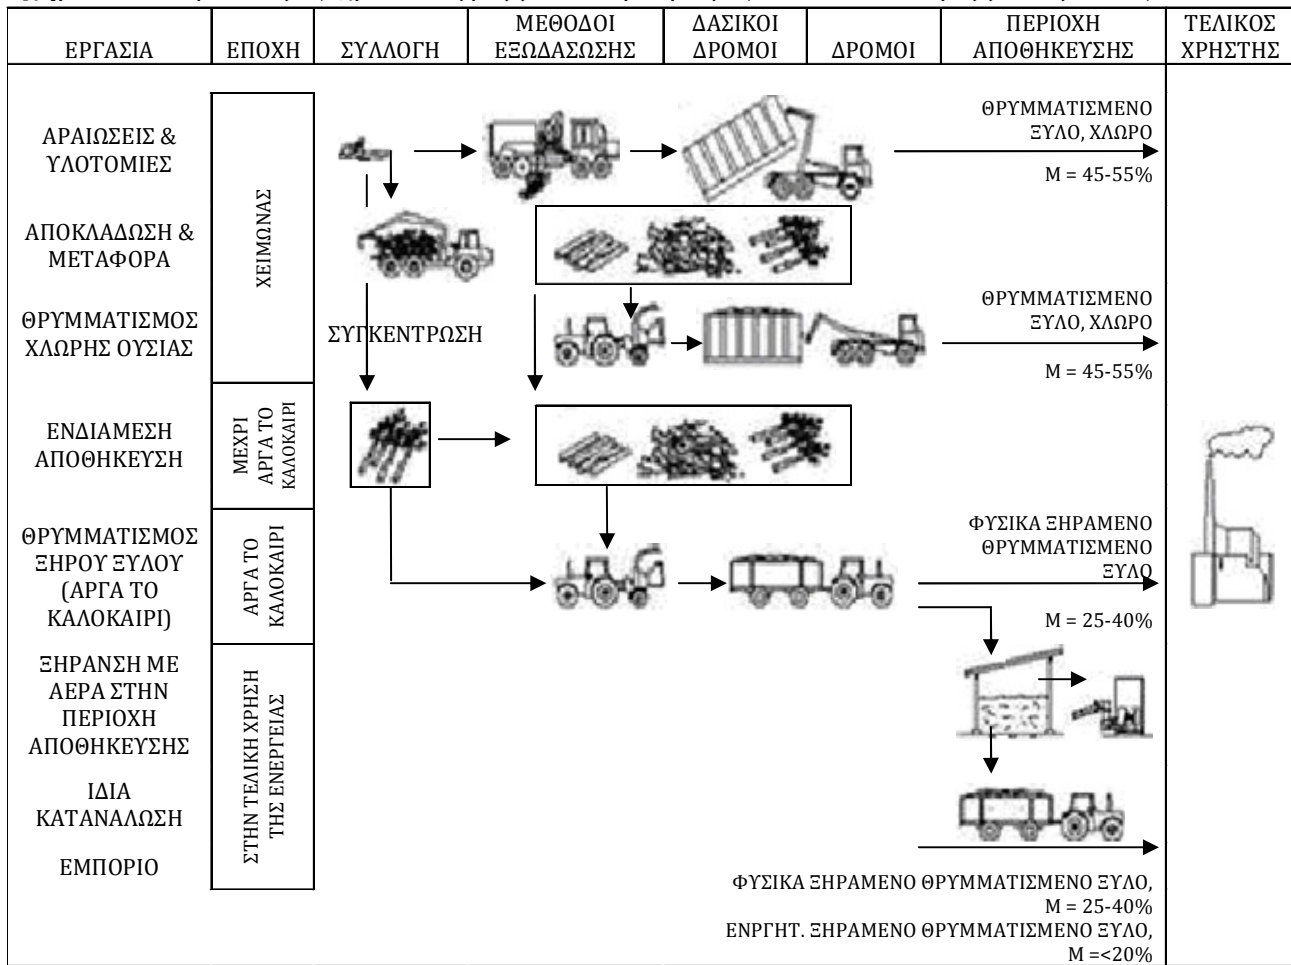 ΕΡΓΑΣΙΑ
ΕΠΟΧΗ
ΣΥΛΛΟΓΗ
ΜΕΘΟΔΟΙ
ΕΞΩΔΑΣΩΣΗΣ
ΔΑΣΙΚΟΙ
ΔΡΟΜΟΙ
ΔΡΟΜΟΙ
ΠΕΡΙΟΧΗ
ΑΠΟΘΗΚΕΥΣΗΣ
ΤΕΛΙΚΟΣ
ΧΡΗΣΤΗΣ
ΑΡΑΙΩΣΕΙΣ &
ΥΛΟΤΟΜΙΕΣ
ΧΕΙΜΩΝΑΣ
ΘΡΥΜΜΑΤΙΣΜΕΝΟ
ΞΥΛΟ, ΧΛΩΡΟ
M = 45-55%
ΑΠΟΚΛΑΔΩΣΗ &
ΜΕΤΑΦΟΡΑ
ΘΡΥΜΜΑΤΙΣΜΟΣ
ΧΛΩΡΗΣ ΟΥΣΙΑΣ
ΣΥΓΚΕΝΤΡΩΣΗ
ΘΡΥΜΜΑΤΙΣΜΕΝΟ
ΞΥΛΟ, ΧΛΩΡΟ
M = 45-55%
ΕΝΔΙΑΜΕΣΗ
ΑΠΟΘΗΚΕΥΣΗ
ΜΕΧΡΙ
ΑΡΓΑ ΤΟ
ΚΑΛΟΚΑΙΡΙ
ΘΡΥΜΜΑΤΙΣΜΟΣ
ΞΗΡΟΥ ΞΥΛΟΥ
(ΑΡΓΑ ΤΟ
ΚΑΛΟΚΑΙΡΙ)
ΑΡΓΑ ΤΟ
ΚΑΛΟΚΑΙΡΙ
ΦΥΣΙΚΑ ΞΗΡΑΜΕΝΟ
ΘΡΥΜΜΑΤΙΣΜΕΝΟ
ΞΥΛΟ
M = 25-40%
ΞΗΡΑΝΣΗ ΜΕ
ΑΕΡΑ ΣΤΗΝ
ΠΕΡΙΟΧΗ
ΑΠΟΘΗΚΕΥΣΗΣ
ΣΤΗΝ ΤΕΛΙΚΗ ΧΡΗΣΗ
ΤΗΣ ΕΝΕΡΓΕΙΑΣ
ΙΔΙΑ
ΚΑΤΑΝΑΛΩΣΗ
ΕΜΠΟΡΙΟ
ΦΥΣΙΚΑ ΞΗΡΑΜΕΝΟ ΘΡΥΜΜΑΤΙΣΜΕΝΟ ΞΥΛΟ,
M = 25-40%
ΕΝΡΓΗΤ. ΞΗΡΑΜΕΝΟ ΘΡΥΜΜΑΤΙΣΜΕΝΟ ΞΥΛΟ,
M =<20%